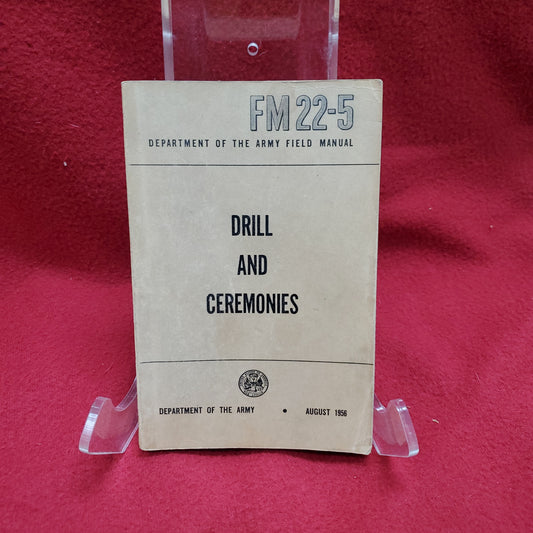 FM 22-5
DEPARTMENT OF THE ARMY FIELD MANUAL
DRILL
AND
CEREMONIES
DEPARTMENT OF THE ARMY • AUGUST 1956